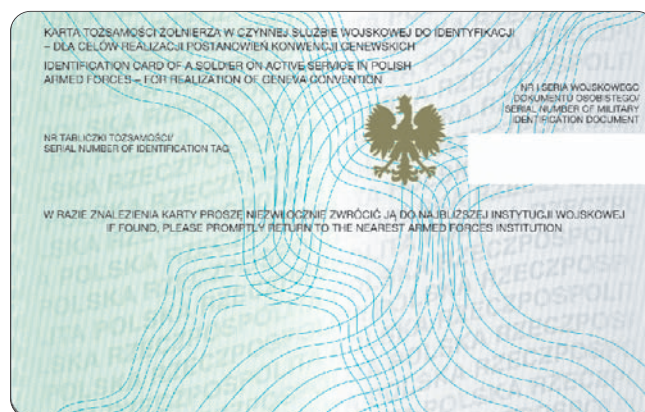 KARTA TOŻSAMOŚCI ŻOŁNIERZA W CZYNNEJ SŁUŻBIE WOJSKOWEJ DO IDENTYFIKACJI
– DLA CELÓW REALIZACJI POSTANOWIEŃ KONWENCJI GENEWSKICH
IDENTIFICATION CARD OF A SOLDIER ON ACTIVE SERVICE IN POLISH
ARMED FORCES – FOR REALIZATION OF GENEVA CONVENTION
NR I SERIA WOJSKOWEGO
DOKUMENTU OSOBISTEGO/
SERIAL NUMBER OF MILITARY
IDENTIFICATION DOCUMENT
NR TABLICZKI TOŻSAMOŚCI/
SERIAL NUMBER OF IDENTIFICATION TAG
W RAZIE ZNALEZIENIA KARTY PROSZĘ NIEZWŁOCZNIE ZWRÓCIĆ JĄ DO NAJBLIŻSZEJ INSTYTUCJI WOJSKOWEJ
IF FOUND, PLEASE PROMPTLY RETURN TO THE NEAREST ARMED FORCES INSTITUTION